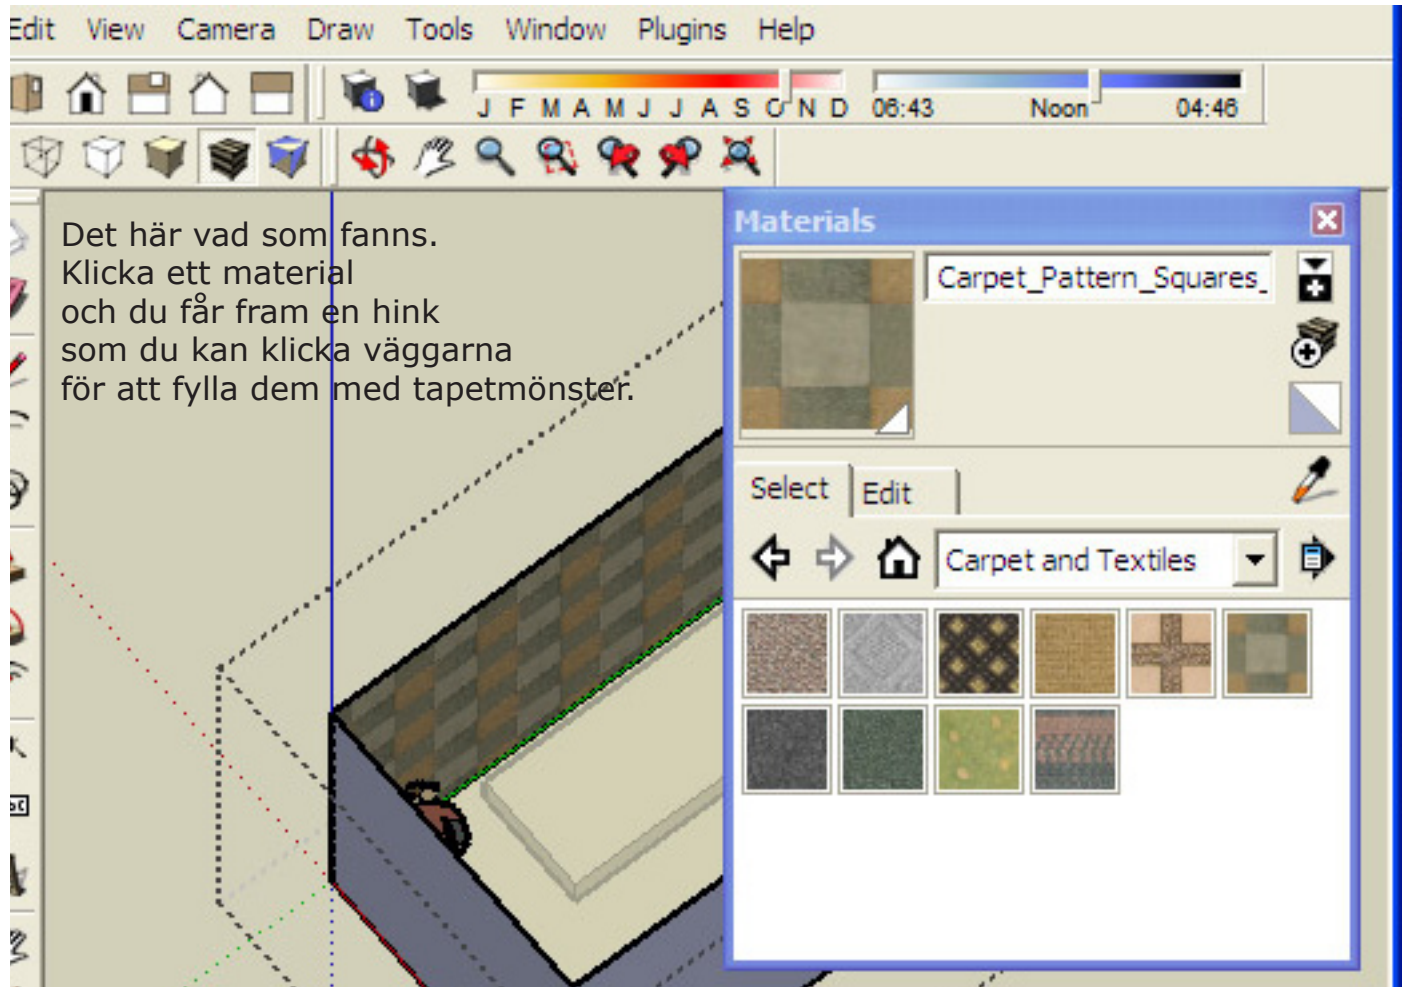 Edit View Camera Draw Tools Window Plugins Help
J F M A M J J A S O N D 06:43 Noon 04:46
Det här vad som fanns.
Klicka ett material
och du får fram en hink
som du kan klicka väggarna
för att fylla dem med tapetmönster.
Materials
Carpet_Pattern_Squares_
Select Edit
Carpet and Textiles